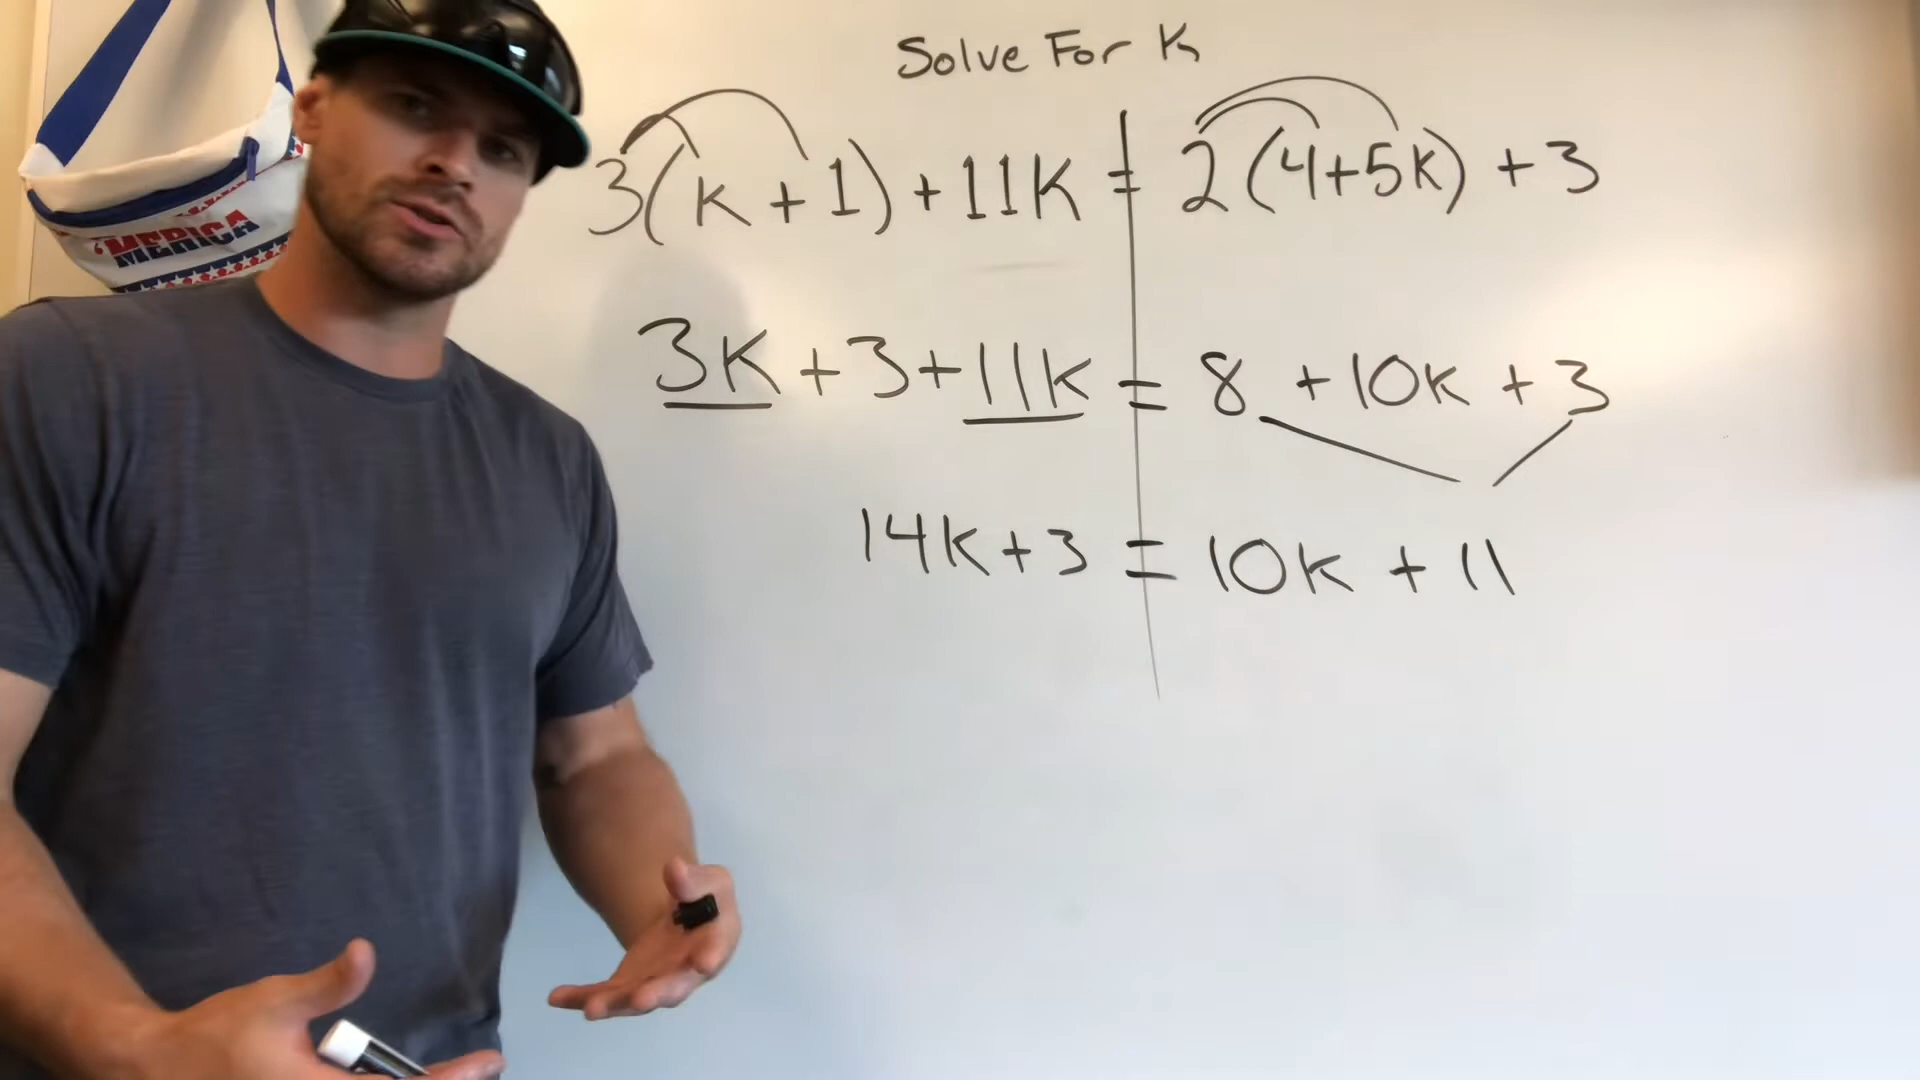 Solve For K
'MERICA
3(k+1)+11K = 2(4+5k)+3
3K+3+11k = 8+10k+3
14k+3 = 10k+11